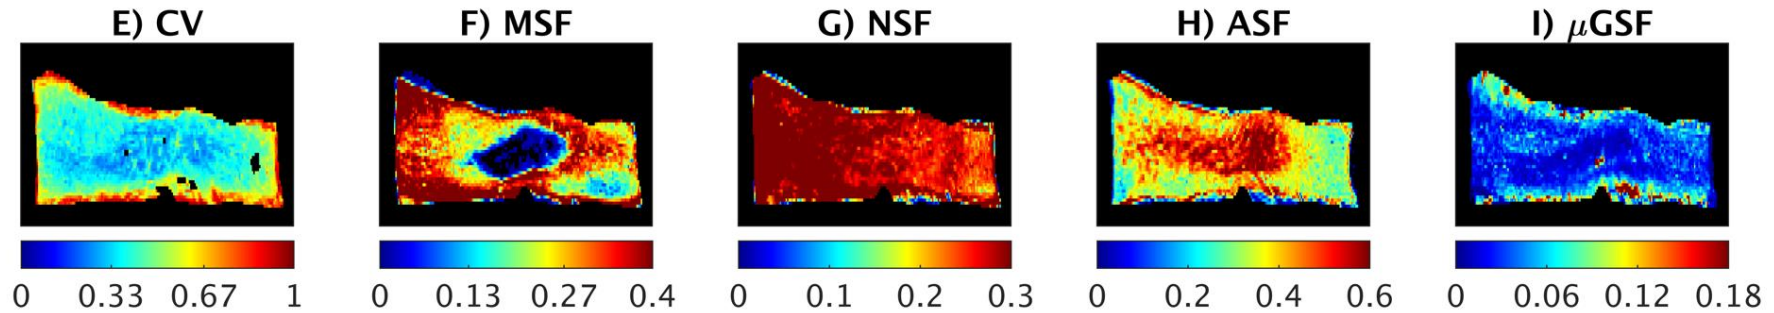 E) CV
F) MSF
G) NSF
H) ASF
I) μGSF
0 0.33 0.67 1
0 0.13 0.27 0.4
0 0.1 0.2 0.3
0 0.2 0.4 0.6
0 0.06 0.12 0.18